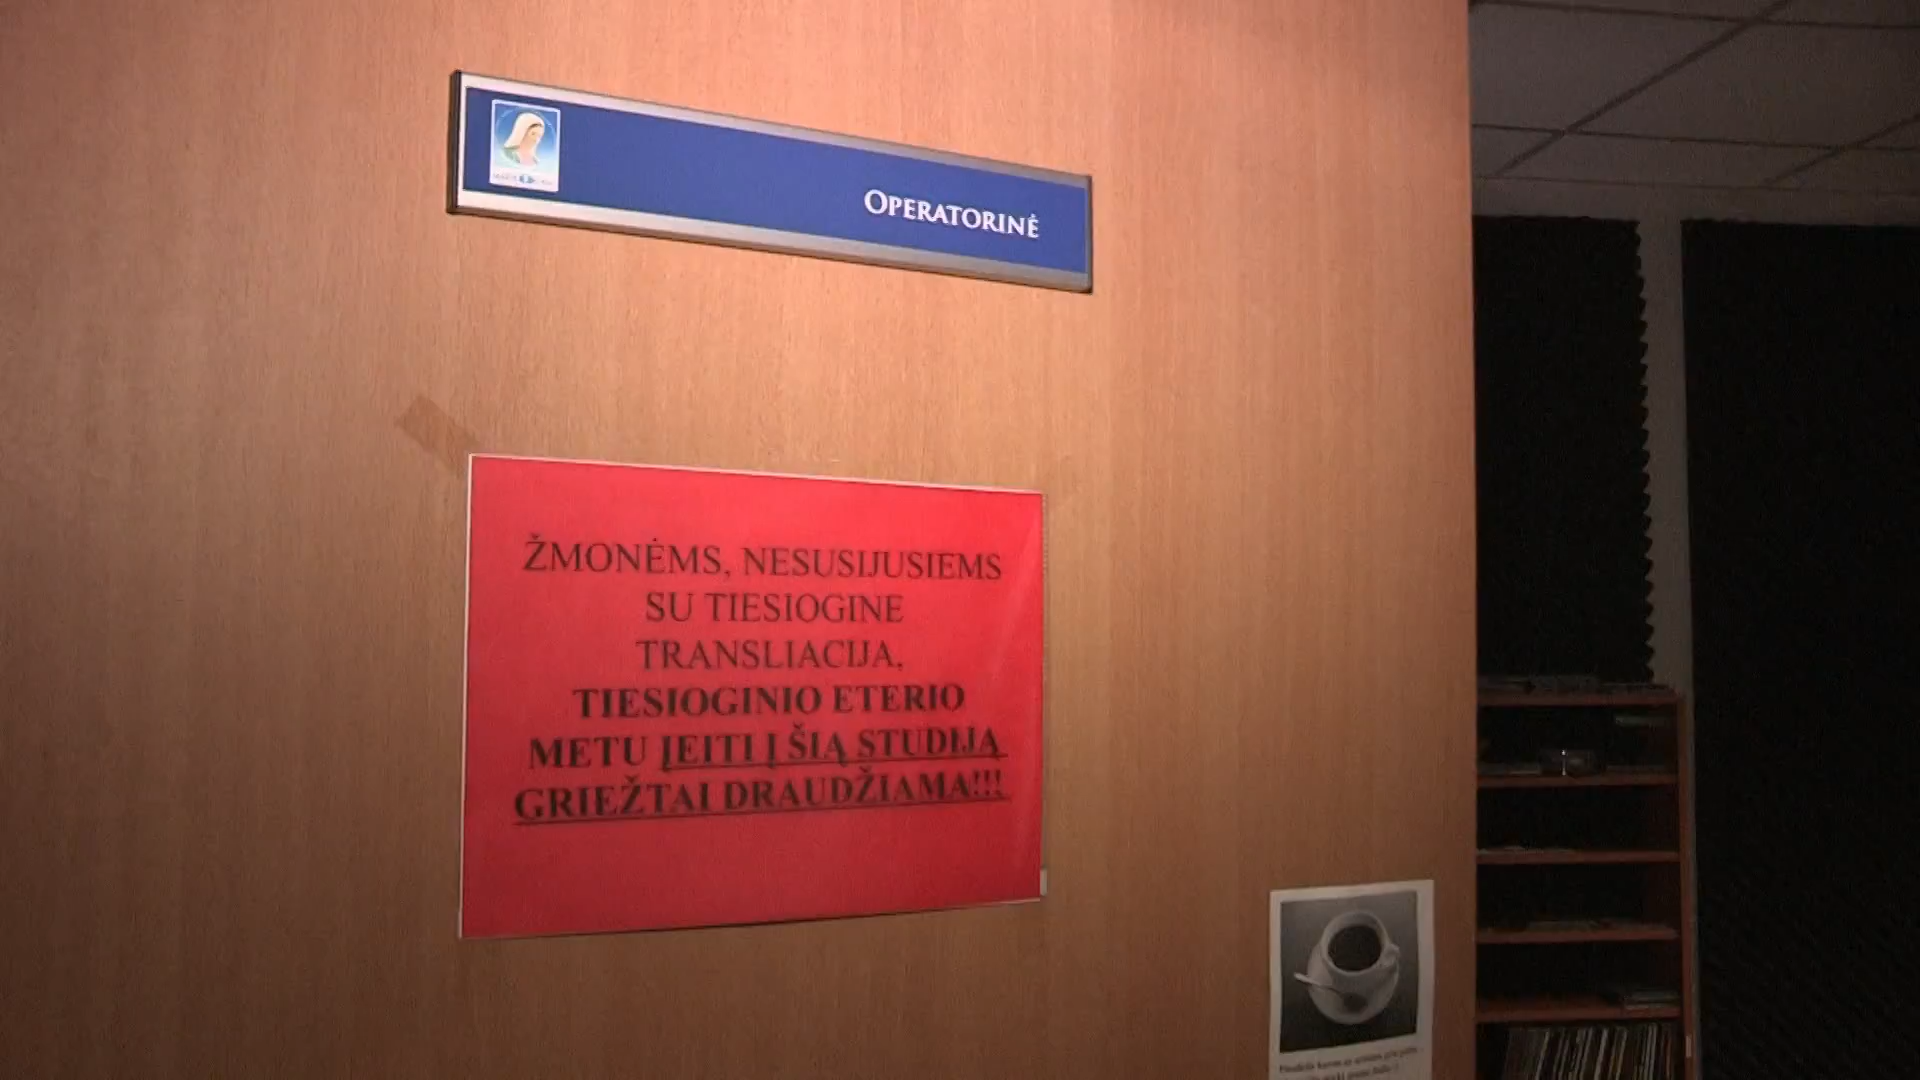 OPERATORINĖ
ŽMONĖMS, NESUSIJUSIEMS
SU TIESIOGINE
TRANSLIACIJA,
TIESIOGINIO ETERIO
METU ĮEITI Į ŠIĄ STUDIJĄ
GRIEŽTAI DRAUDŽIAMA!!!